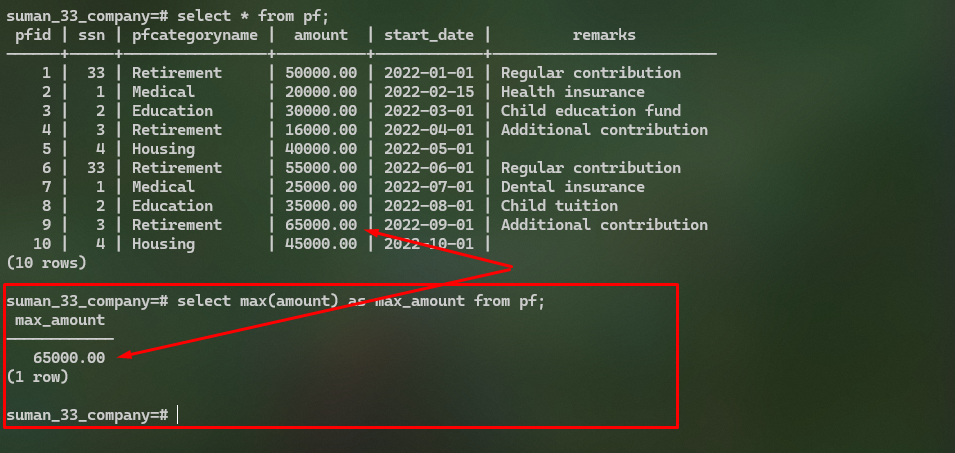 suman_33_company=# select * from pf;
 pfid | ssn | pfcategoryname | amount | start_date | remarks
------+-----+----------------+----------+------------+-------------------------
 1 | 33 | Retirement | 50000.00 | 2022-01-01 | Regular contribution
 2 | 1 | Medical | 20000.00 | 2022-02-15 | Health insurance
 3 | 2 | Education | 30000.00 | 2022-03-01 | Child education fund
 4 | 3 | Retirement | 16000.00 | 2022-04-01 | Additional contribution
 5 | 4 | Housing | 40000.00 | 2022-05-01 |
 6 | 33 | Retirement | 55000.00 | 2022-06-01 | Regular contribution
 7 | 1 | Medical | 25000.00 | 2022-07-01 | Dental insurance
 8 | 2 | Education | 35000.00 | 2022-08-01 | Child tuition
 9 | 3 | Retirement | 65000.00 | 2022-09-01 | Additional contribution
 10 | 4 | Housing | 45000.00 | 2022-10-01 |
(10 rows)
suman_33_company=# select max(amount) as max_amount from pf;
 max_amount
------------
 65000.00
(1 row)
suman_33_company=#